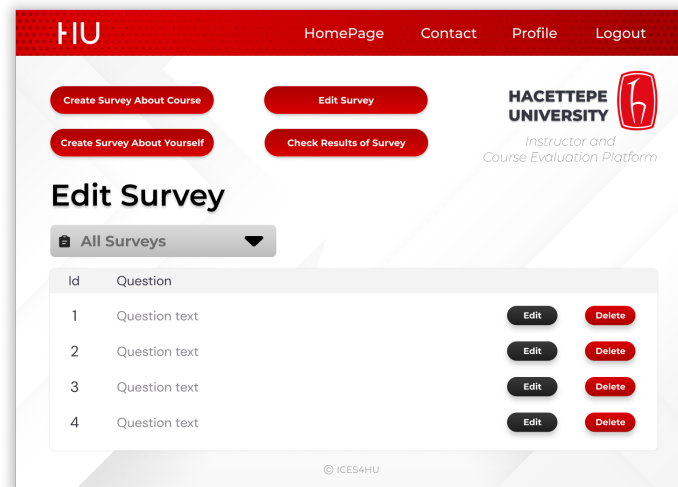 HU HomePage Contact Profile Logout
Create Survey About Course Edit Survey
Create Survey About Yourself Check Results of Survey
HACETTEPE
UNIVERSITY
Instructor and
Course Evaluation Platform
Edit Survey
All Surveys
Id Question
1 Question text Edit Delete
2 Question text Edit Delete
3 Question text Edit Delete
4 Question text Edit Delete
© ICES4HU